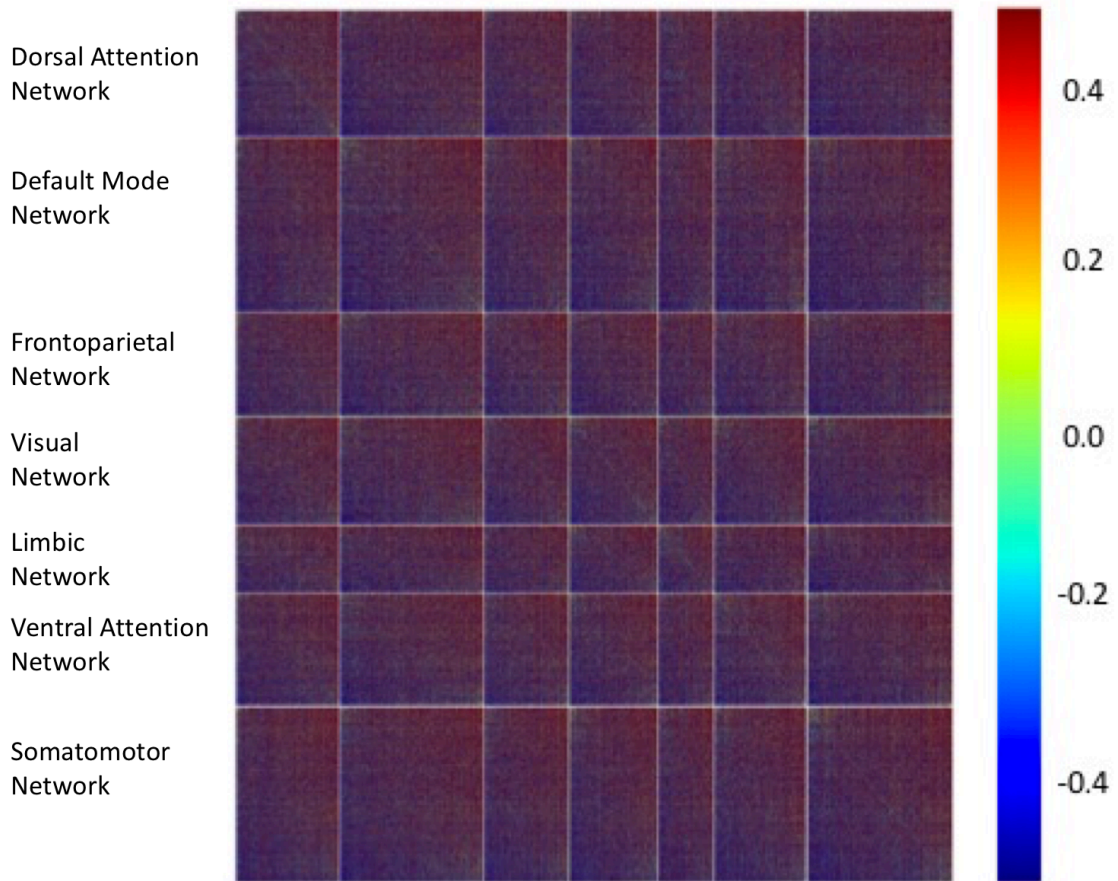 Dorsal Attention
Network
Default Mode
Network
Frontoparietal
Network
Visual
Network
Limbic
Network
Ventral Attention
Network
Somatomotor
Network
0.4
0.2
0.0
-0.2
-0.4